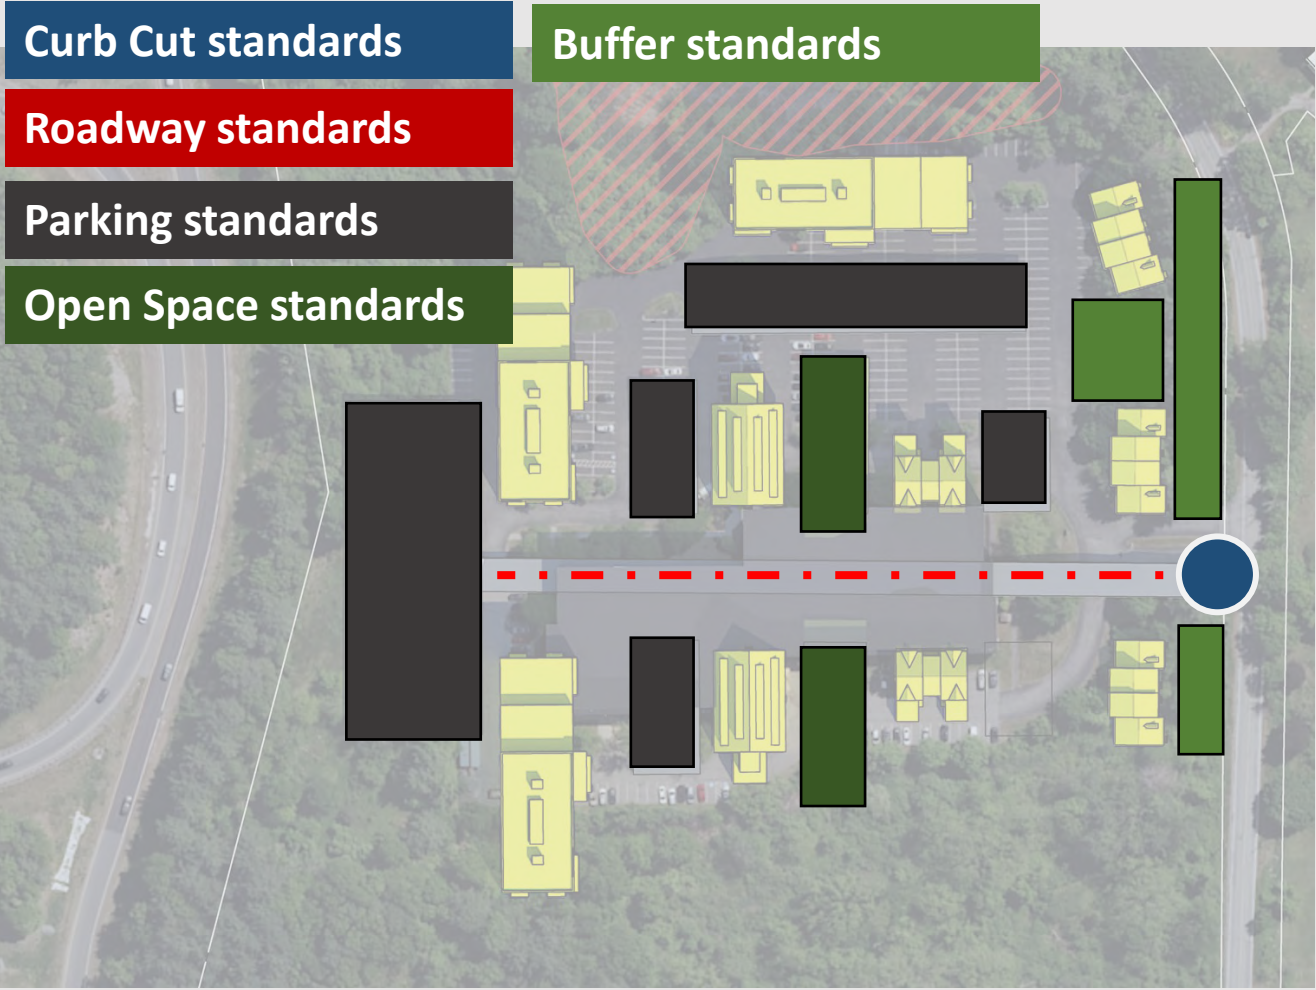 Curb Cut standards
Buffer standards
Roadway standards
Parking standards
Open Space standards